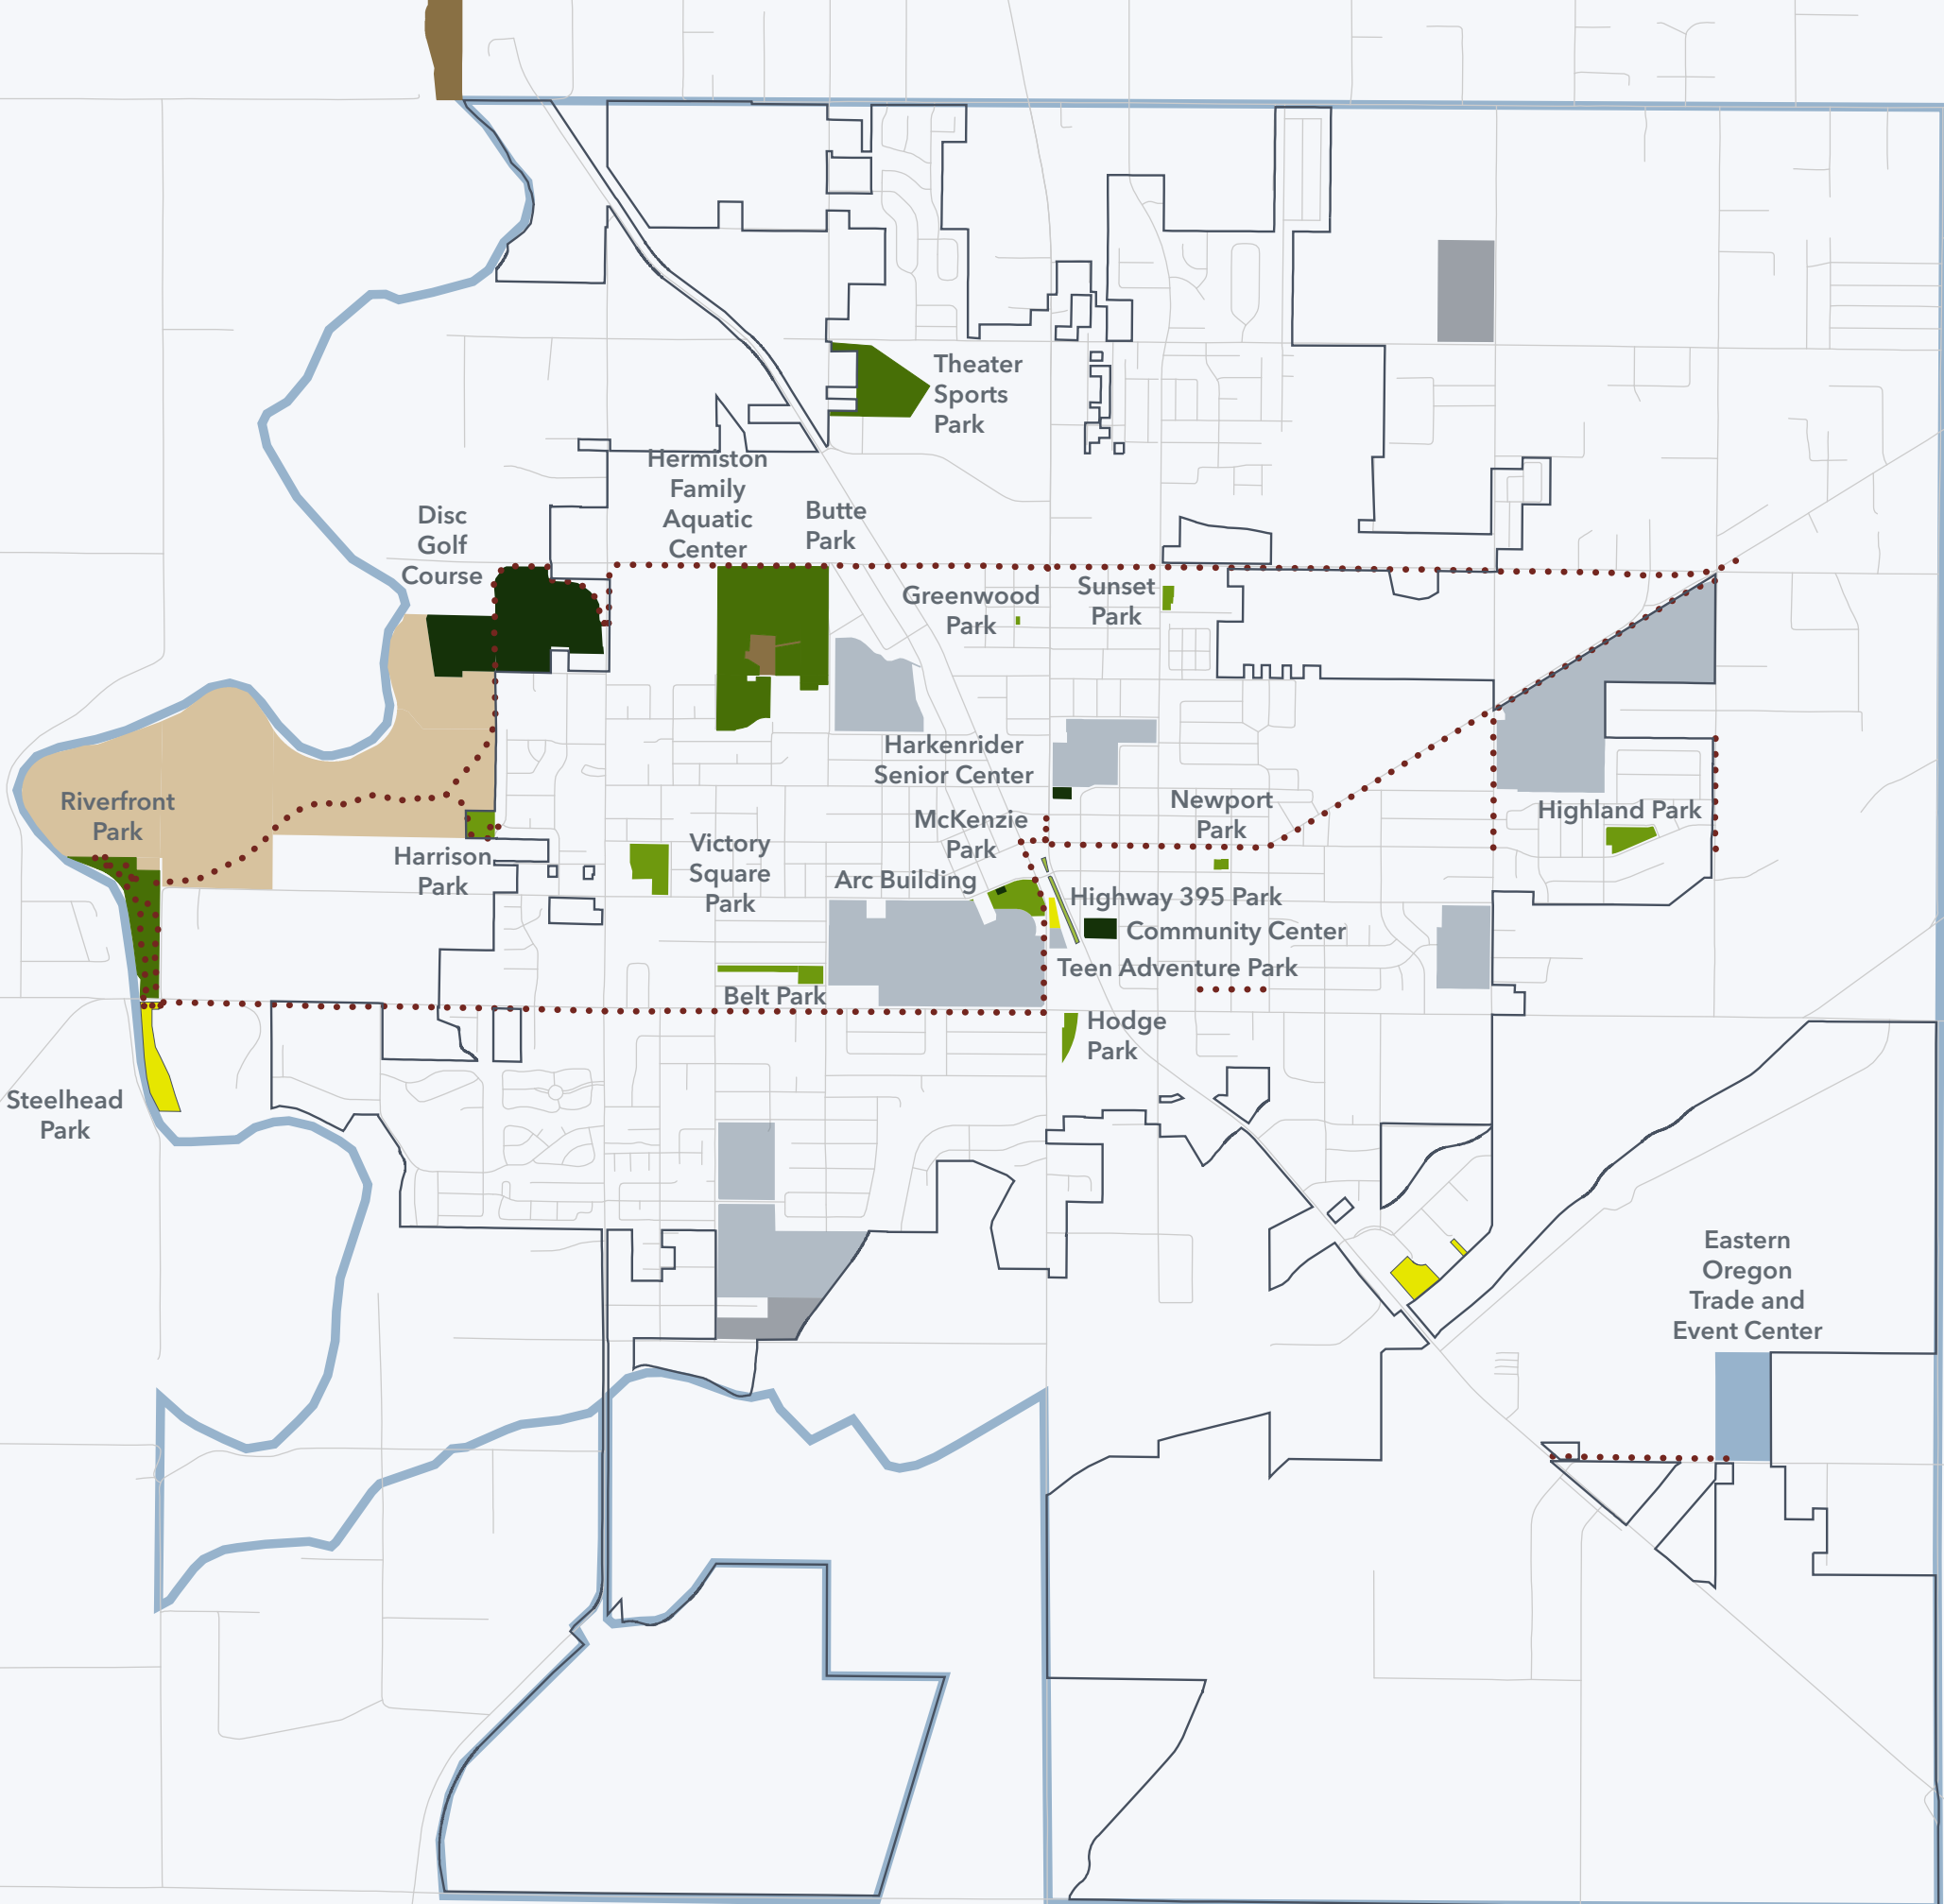 Theater
Sports
Park
Hermiston
Family
Aquatic
Center
Butte
Park
Disc
Golf
Course
Greenwood
Park
Sunset
Park
Harkenrider
Senior Center
Riverfront
Park
Newport
Park
Highland Park
McKenzie
Park
Harrison
Park
Victory
Square
Park
Arc Building
Highway 395 Park
Community Center
Teen Adventure Park
Belt Park
Hodge
Park
Steelhead
Park
Eastern
Oregon
Trade and
Event Center